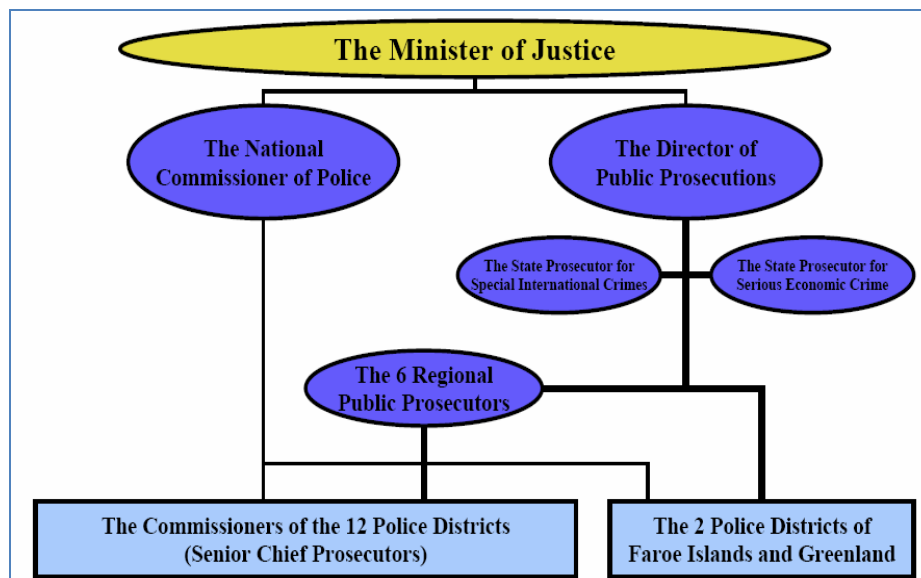 The Minister of Justice
The National
Commissioner of Police
The Director of
Public Prosecutions
The State Prosecutor for
Special International Crimes
The State Prosecutor for
Serious Economic Crime
The 6 Regional
Public Prosecutors
The Commissioners of the 12 Police Districts
(Senior Chief Prosecutors)
The 2 Police Districts of
Faroe Islands and Greenland